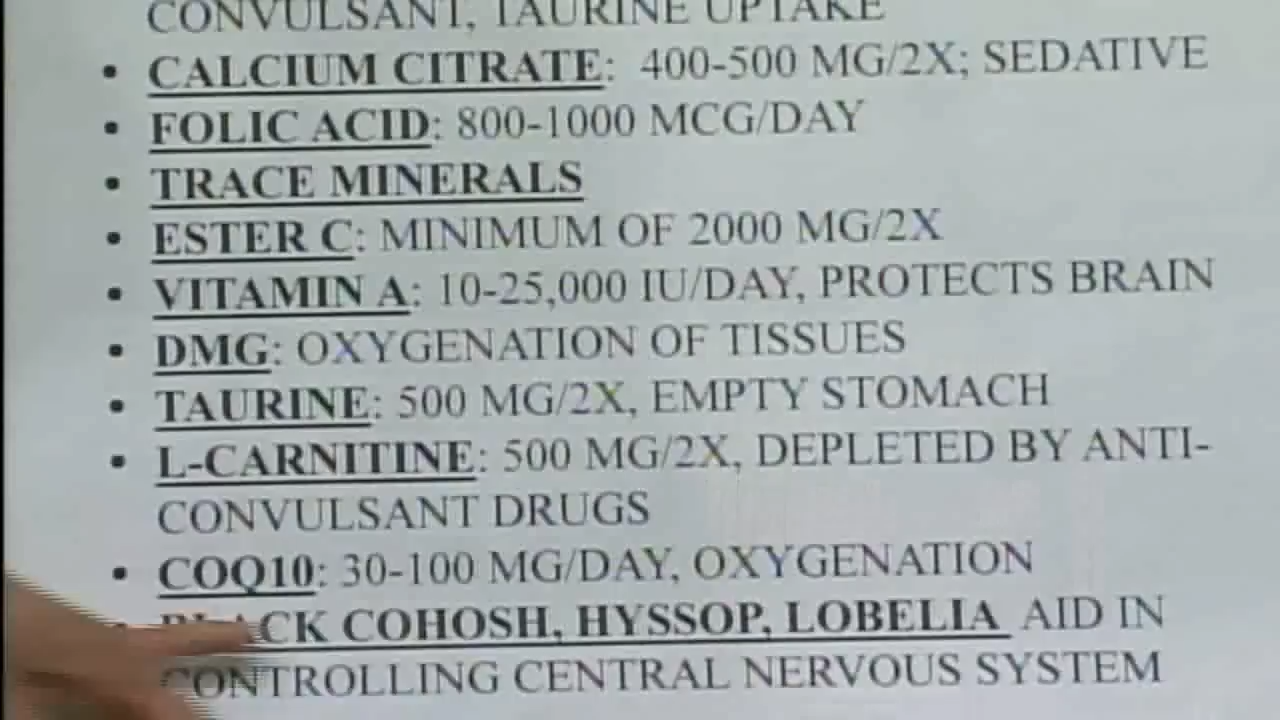 CONVULSANT, TAURINE UPTAKE
• CALCIUM CITRATE: 400-500 MG/2X; SEDATIVE
• FOLIC ACID: 800-1000 MCG/DAY
• TRACE MINERALS
• ESTER C: MINIMUM OF 2000 MG/2X
• VITAMIN A: 10-25,000 IU/DAY, PROTECTS BRAIN
• DMG: OXYGENATION OF TISSUES
• TAURINE: 500 MG/2X, EMPTY STOMACH
• L-CARNITINE: 500 MG/2X, DEPLETED BY ANTI-
CONVULSANT DRUGS
• COQ10: 30-100 MG/DAY, OXYGENATION
• BLACK COHOSH, HYSSOP, LOBELIA AID IN
CONTROLLING CENTRAL NERVOUS SYSTEM